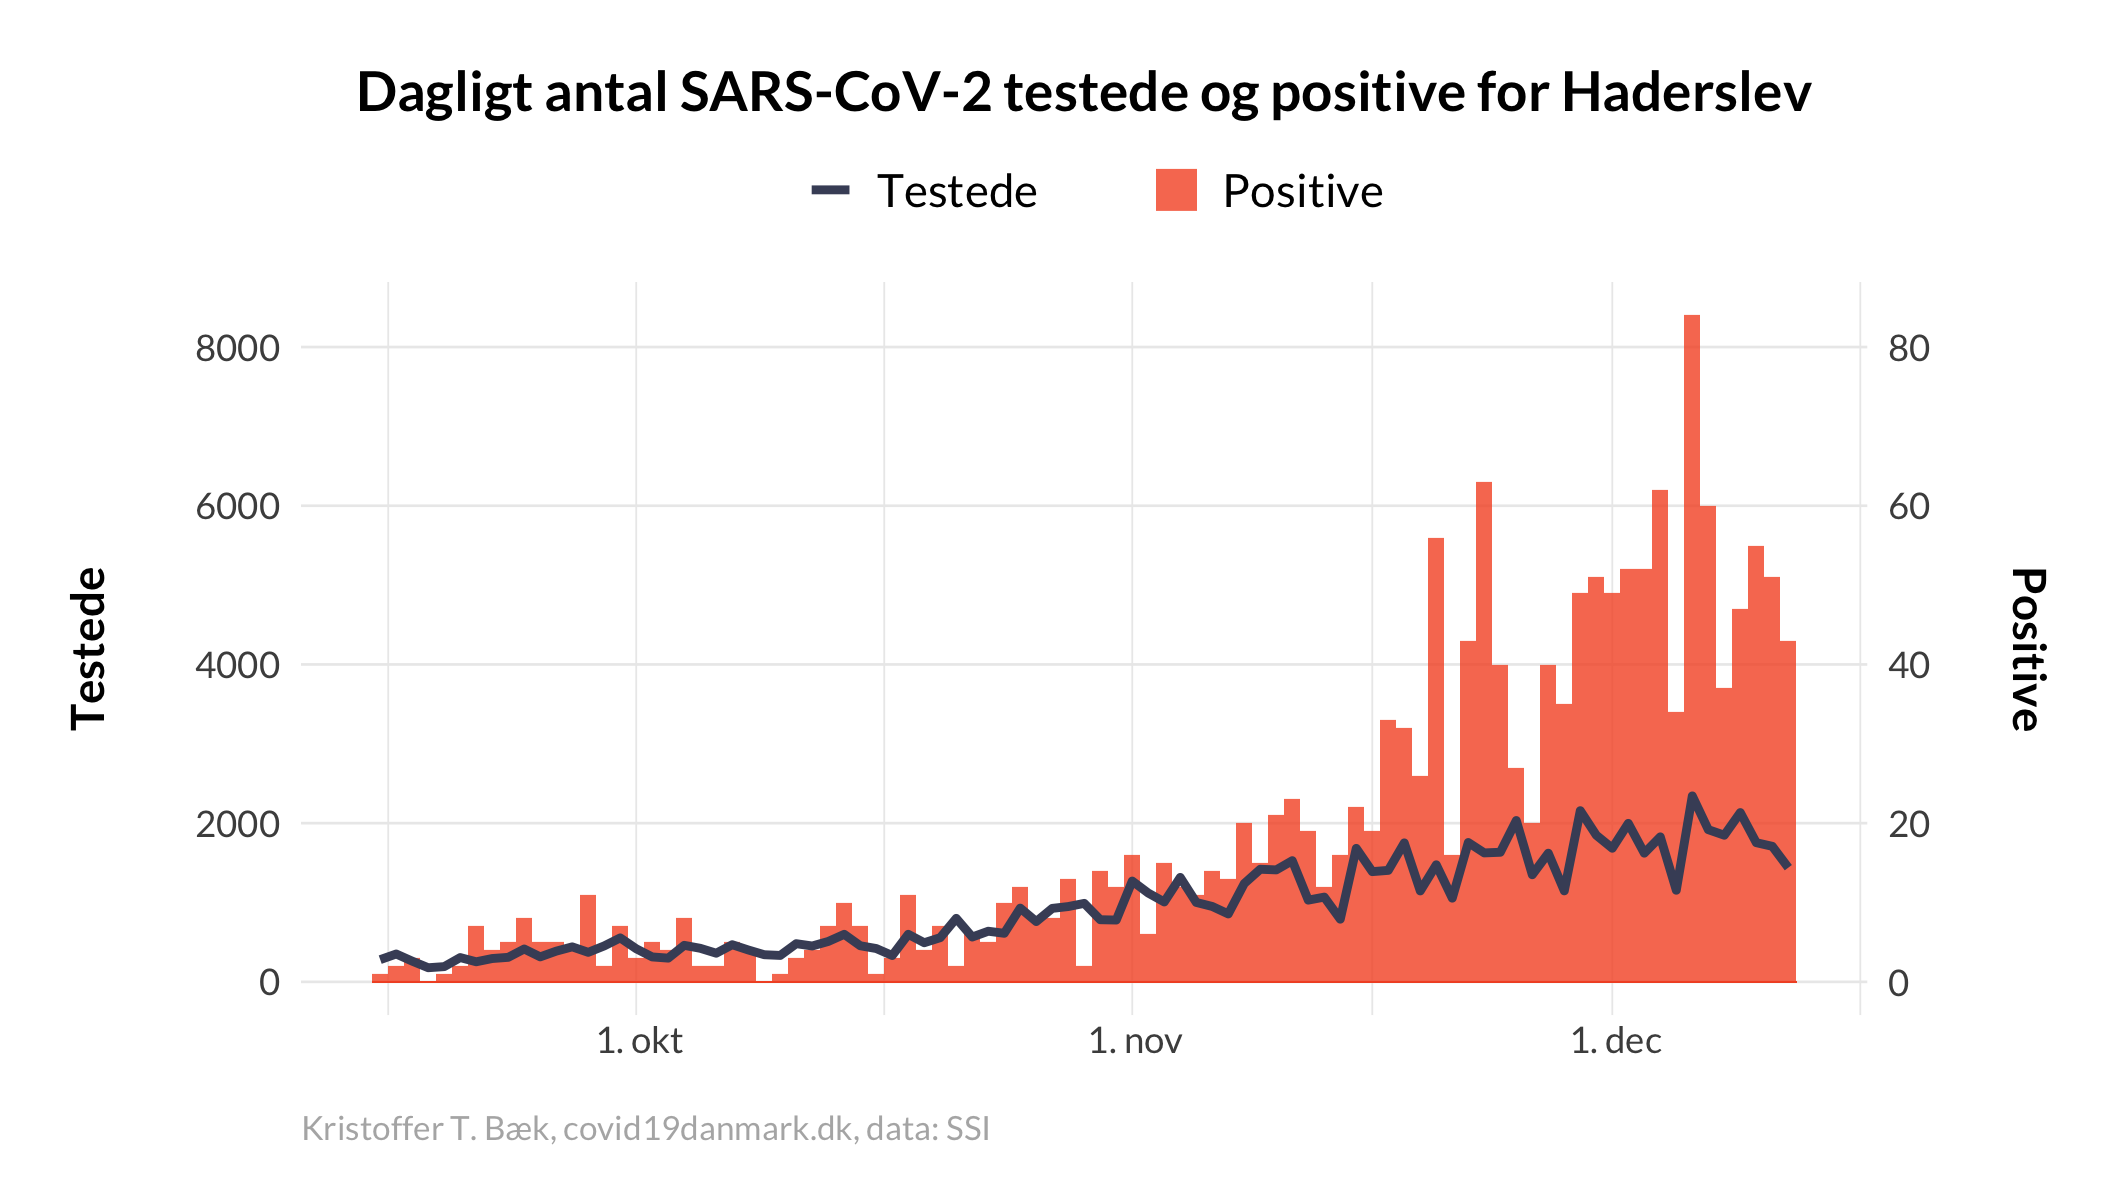 Dagligt antal SARS-CoV-2 testede og positive for Haderslev
Testede
Positive
8000
6000
4000
2000
0
80
60
40
20
0
Testede
Positive
1. okt
1. nov
1. dec
Kristoffer T. Bæk, covid19danmark.dk, data: SSI